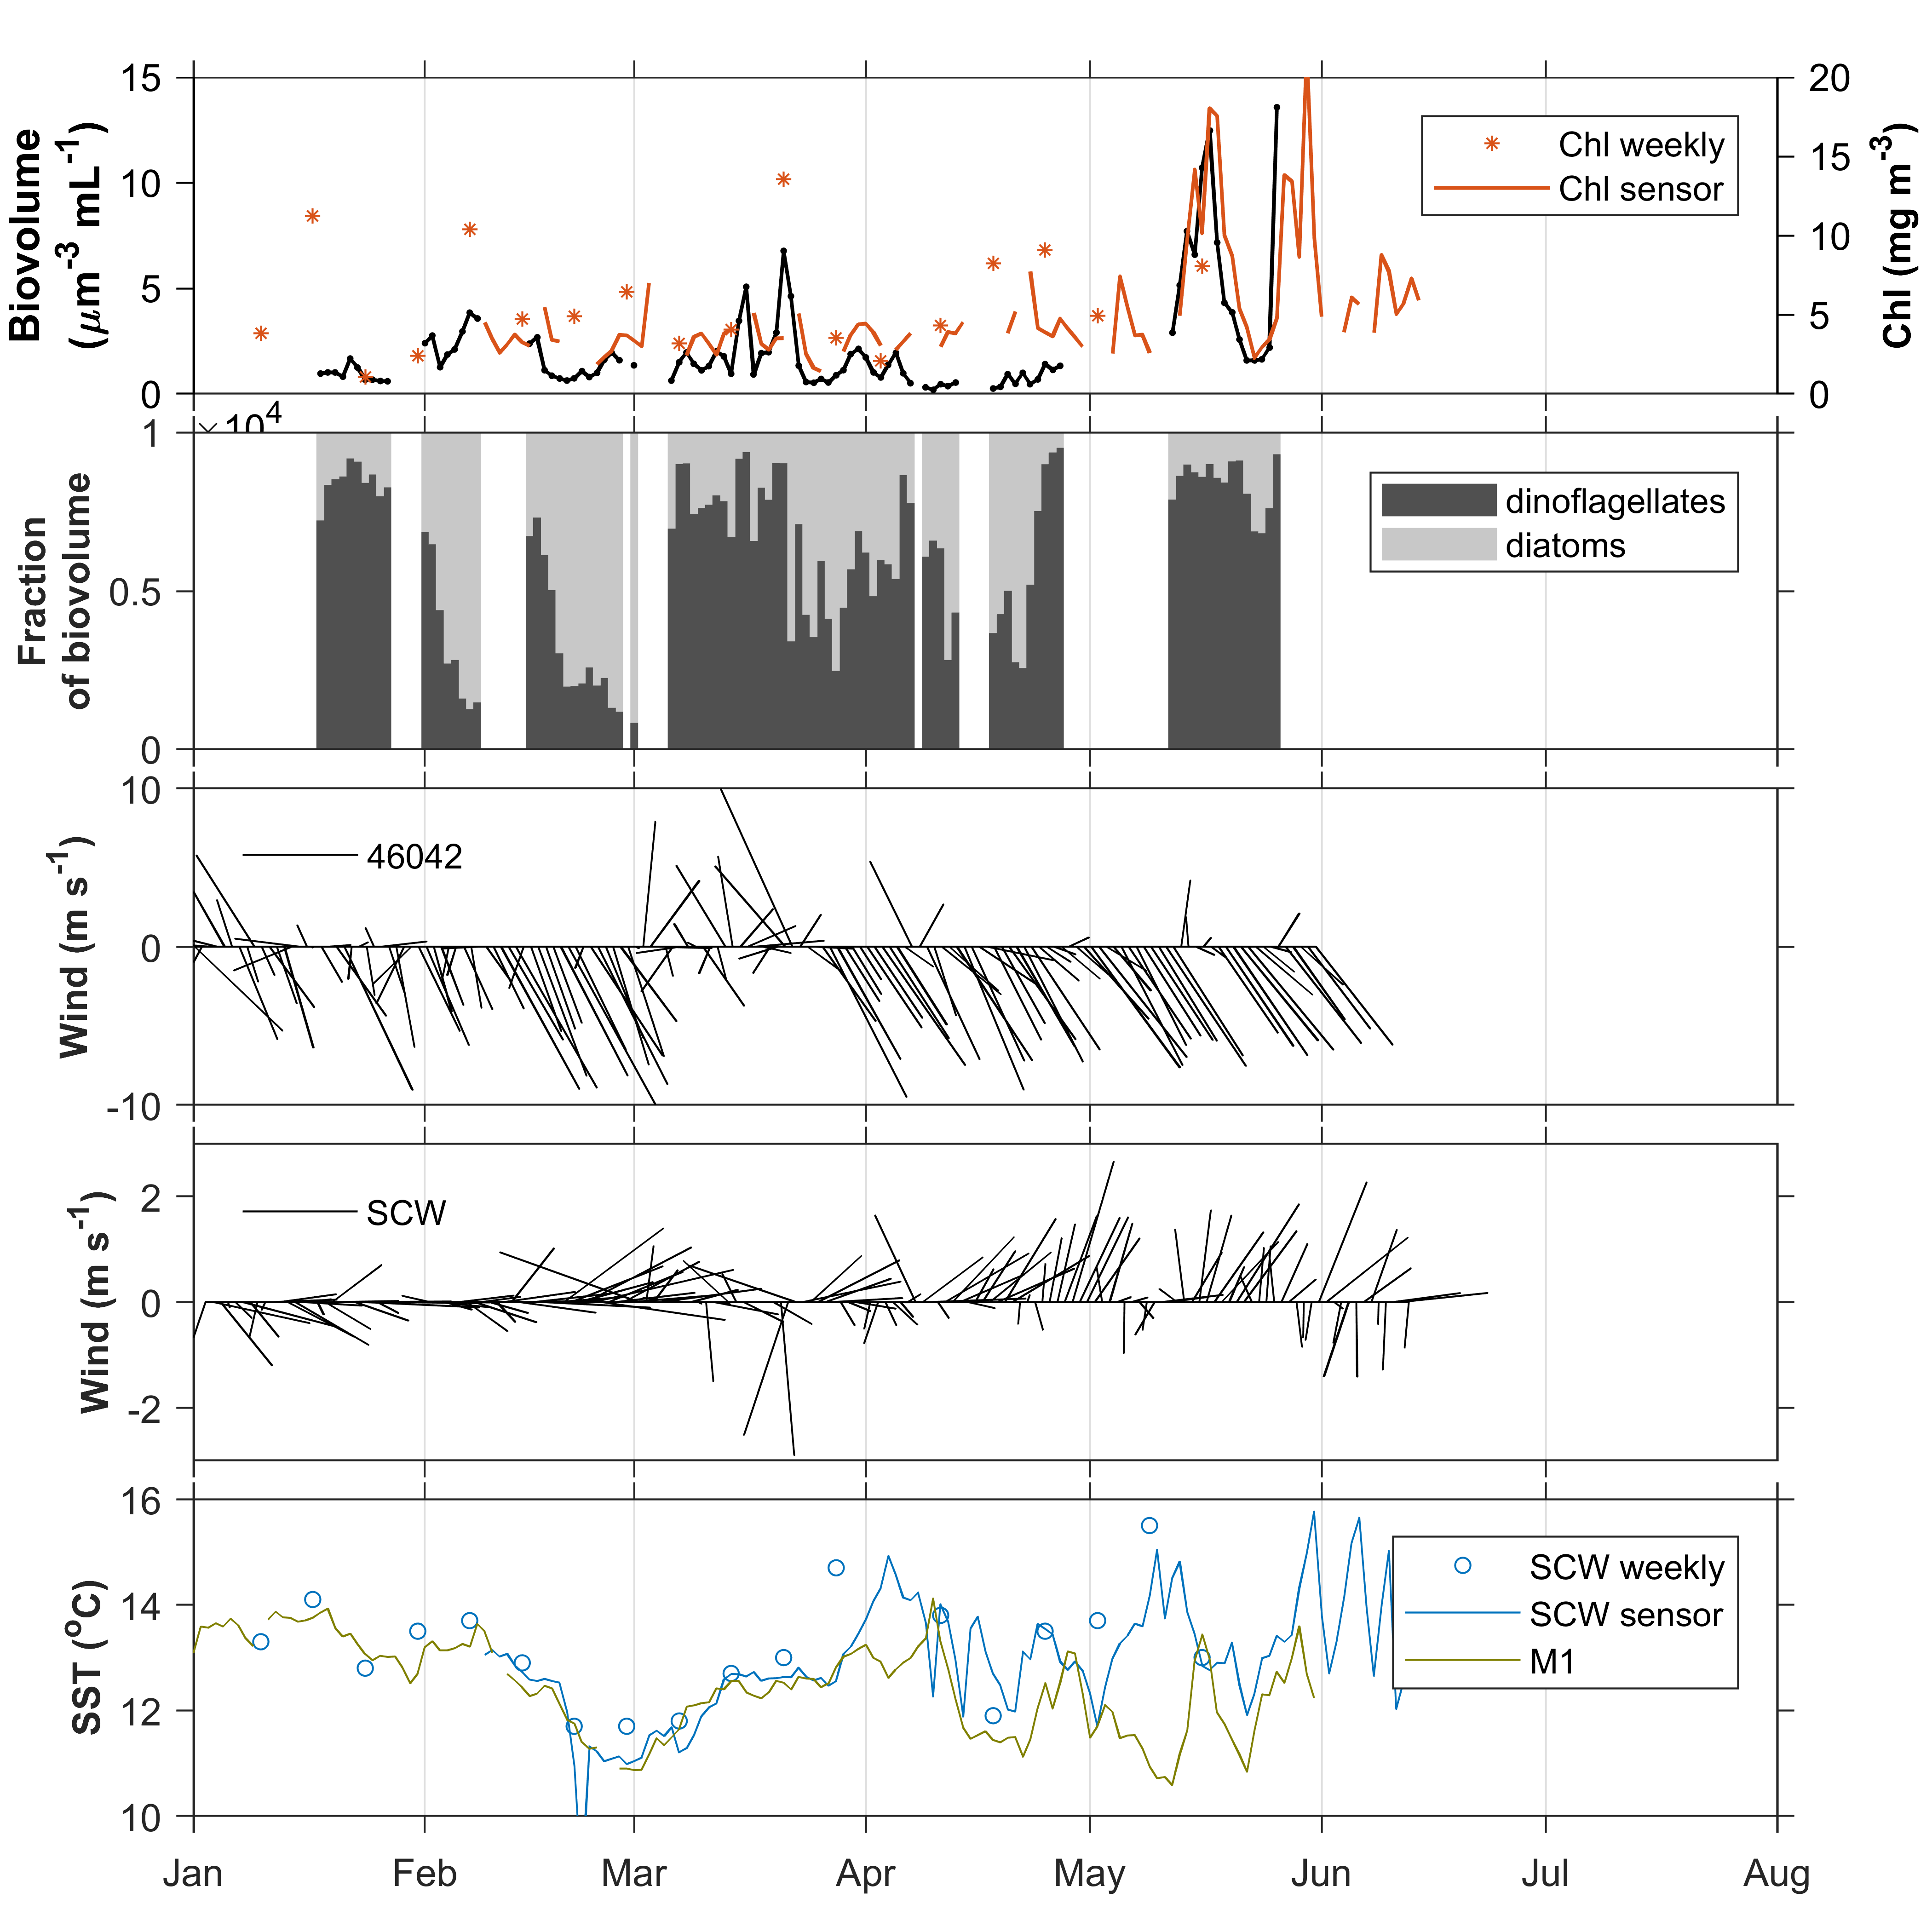 15
10
5
0
Biovolume
(μm⁻³ mL⁻¹)
20
15
10
5
0
Chl (mg m⁻³)
Chl weekly
Chl sensor
×10⁴
1
0.5
0
Fraction
of biovolume
dinoflagellates
diatoms
10
0
-10
Wind (m s⁻¹)
46042
2
0
-2
Wind (m s⁻¹)
SCW
16
14
12
10
SST (°C)
SCW weekly
SCW sensor
M1
Jan Feb Mar Apr May Jun Jul Aug